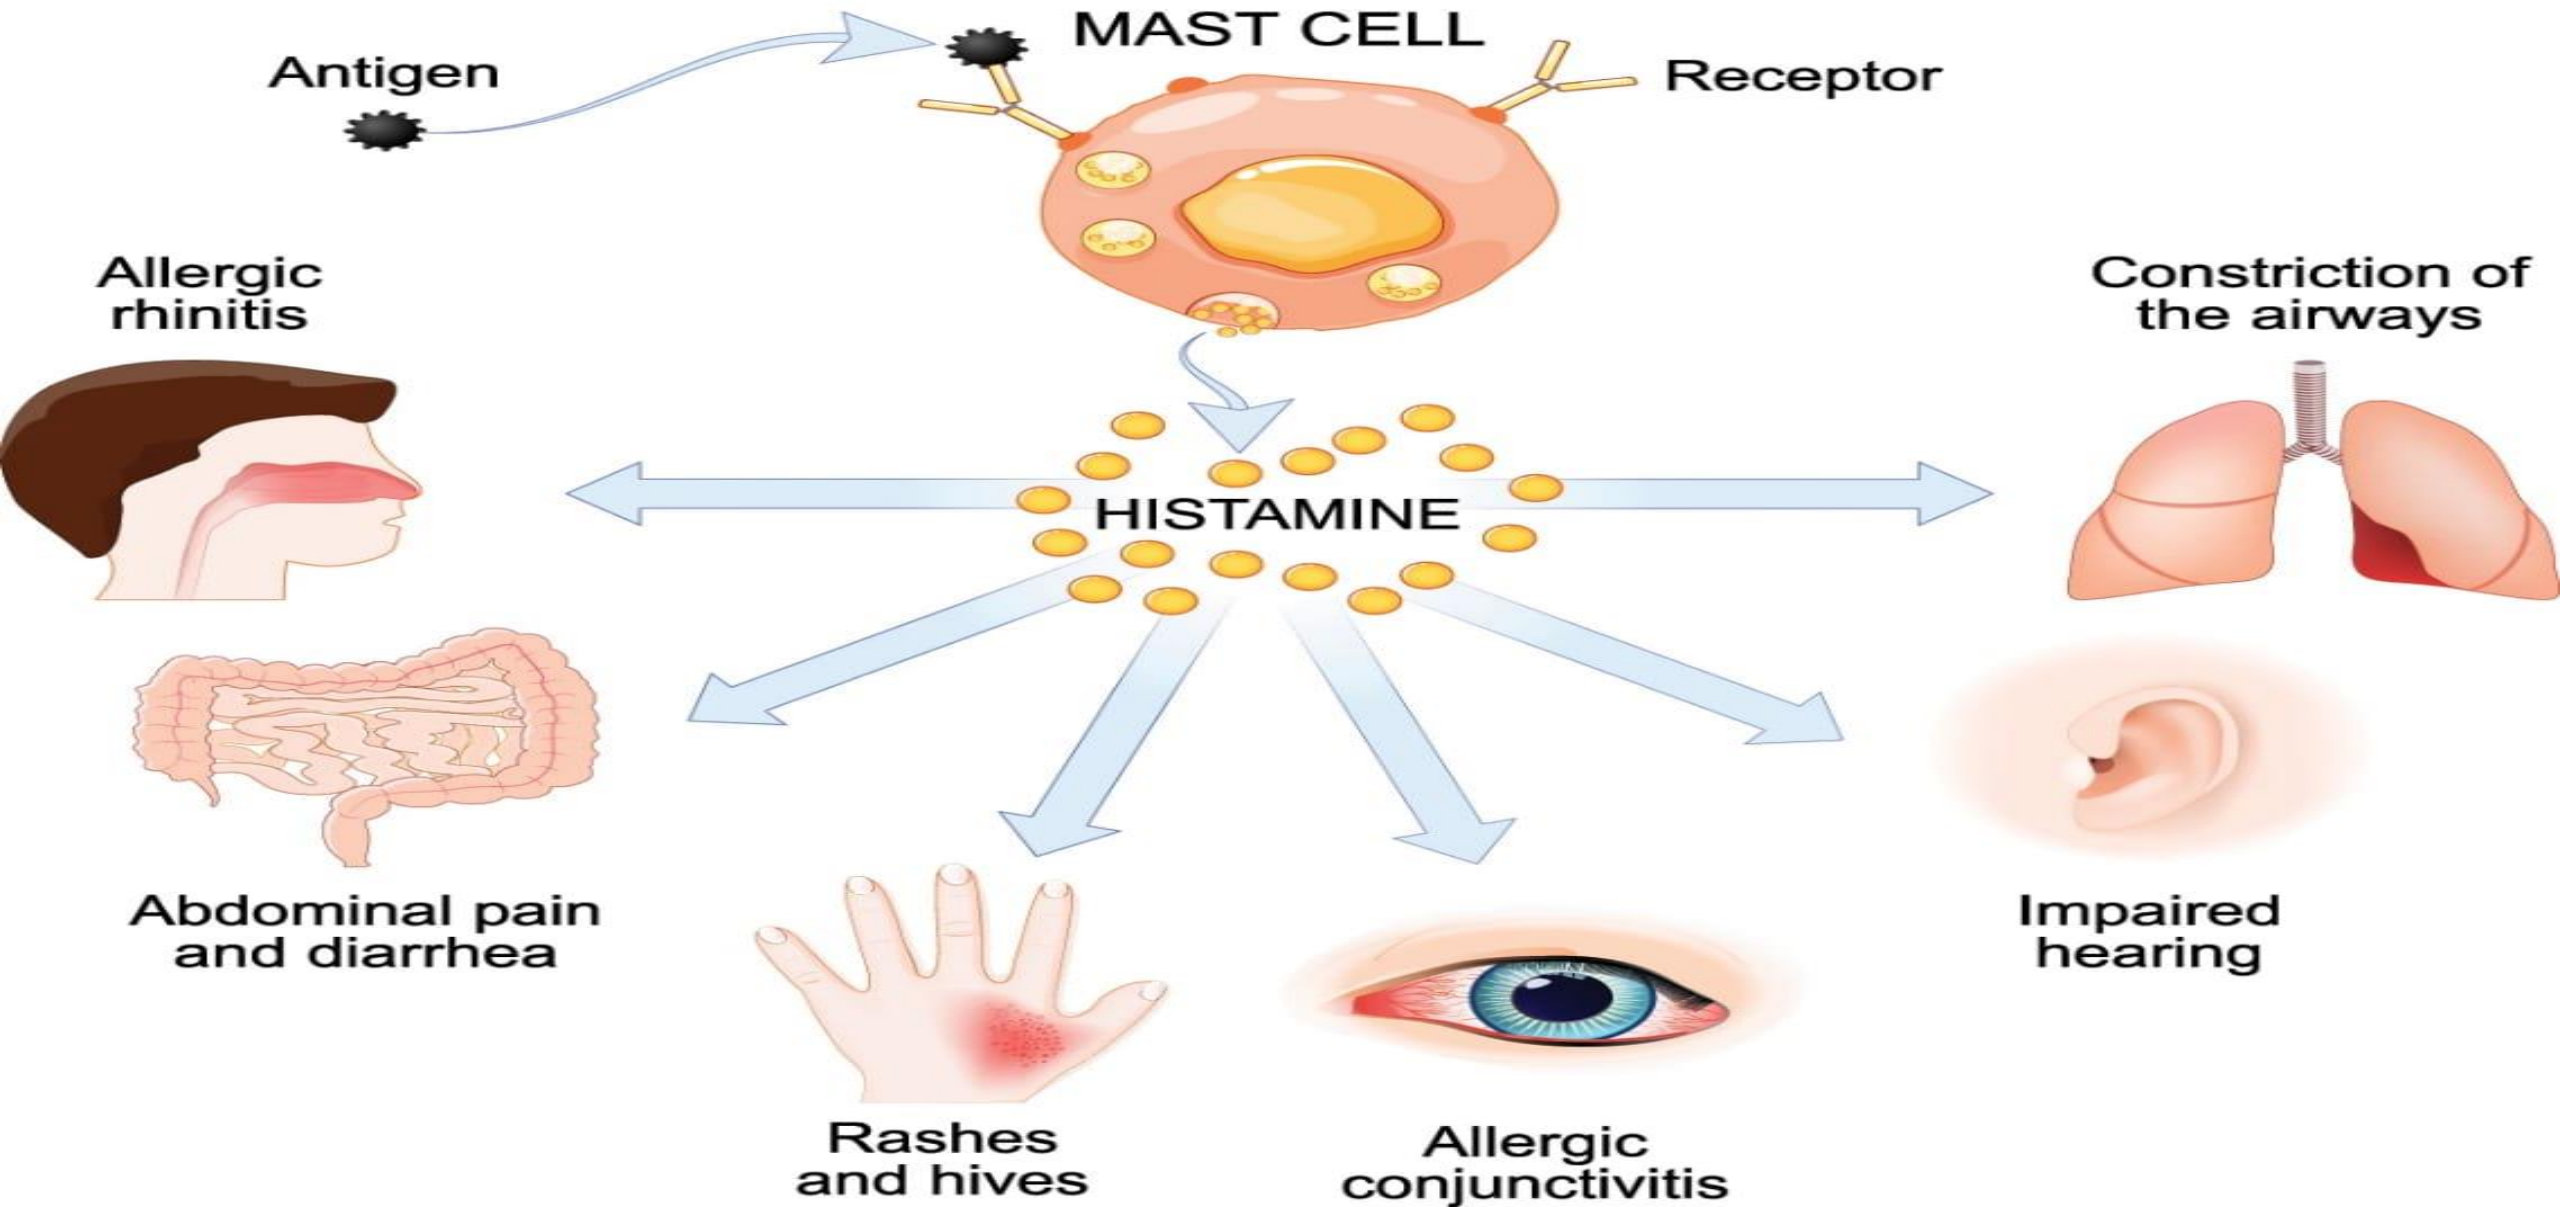 MAST CELL
Antigen
Receptor
Allergic
rhinitis
Constriction of
the airways
HISTAMINE
Abdominal pain
and diarrhea
Impaired
hearing
Rashes
and hives
Allergic
conjunctivitis